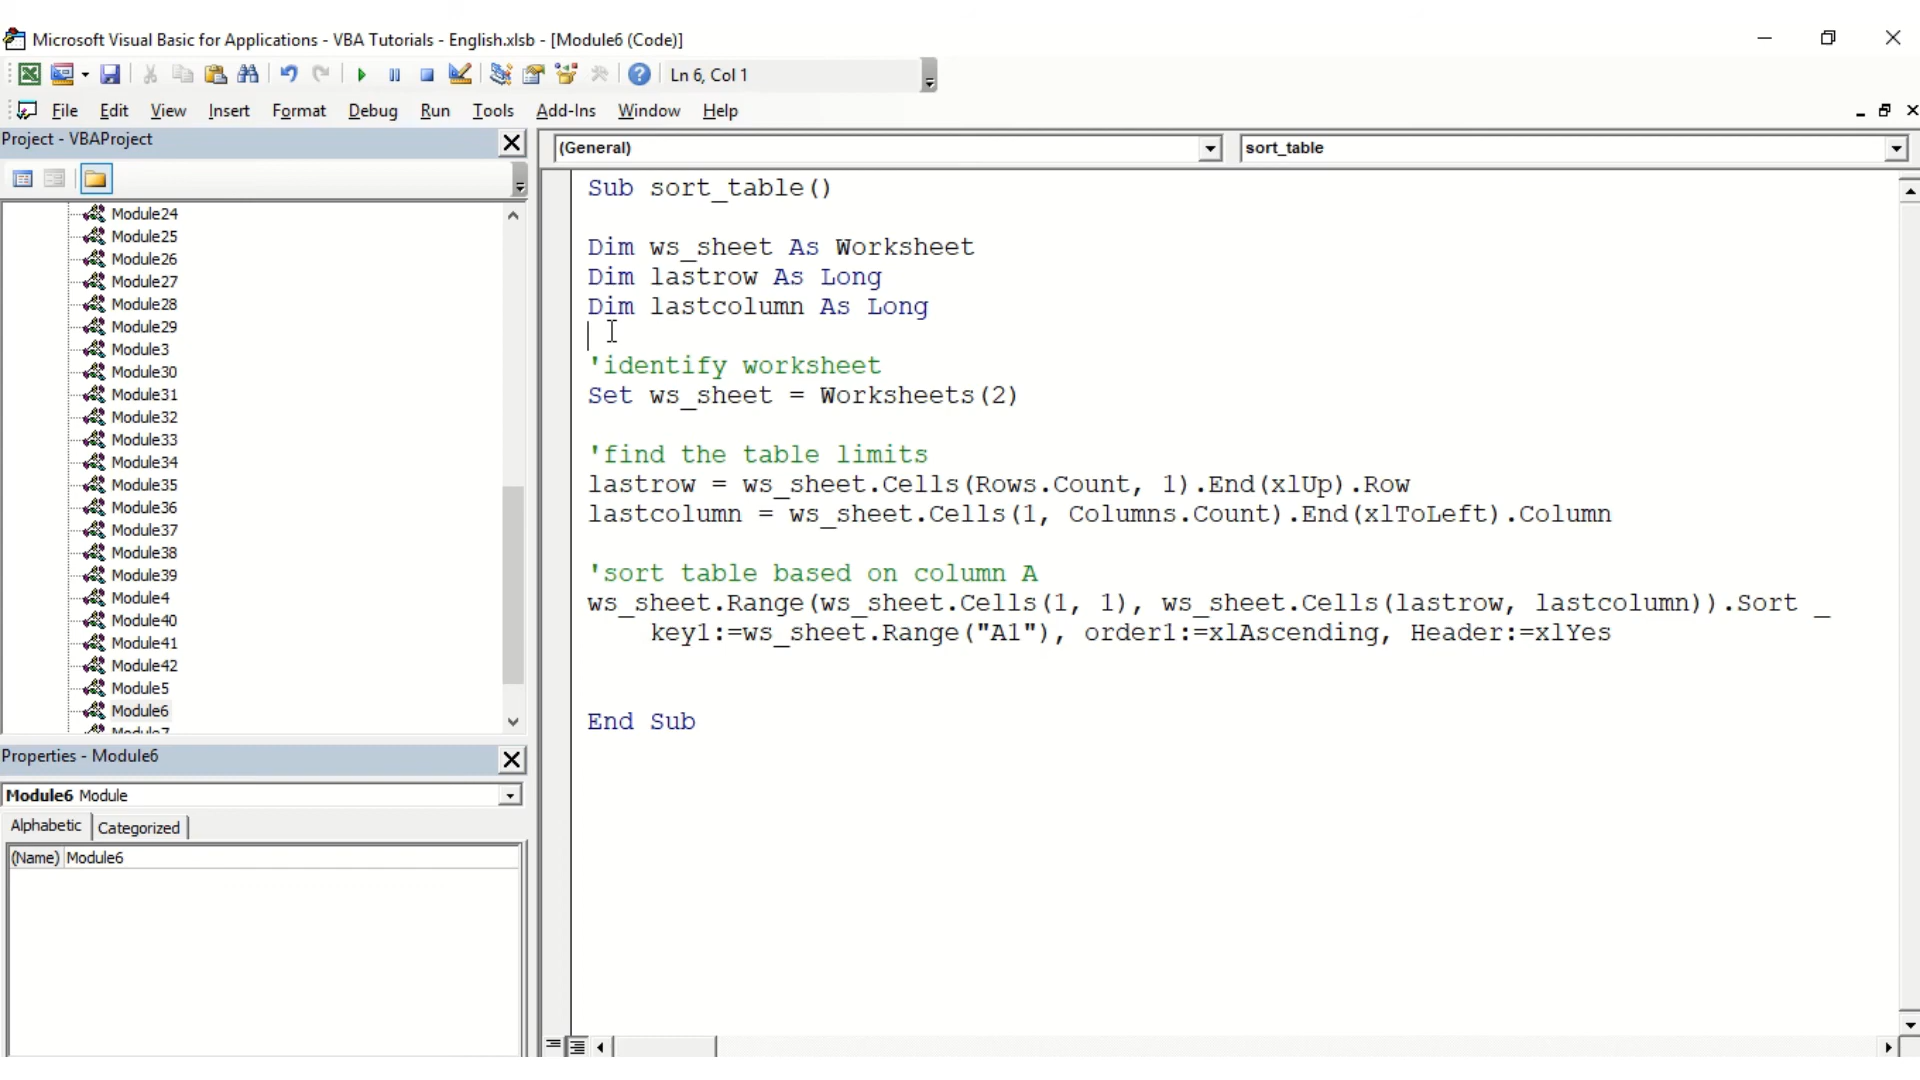 Microsoft Visual Basic for Applications - VBA Tutorials - English.xlsb - [Module6 (Code)]
Ln 6, Col 1
File Edit View Insert Format Debug Run Tools Add-Ins Window Help
Project - VBAProject
(General)
sort_table
Module24
Module25
Module26
Module27
Module28
Module29
Module3
Module30
Module31
Module32
Module33
Module34
Module35
Module36
Module37
Module38
Module39
Module4
Module40
Module41
Module42
Module5
Module6
Module7
Properties - Module6
Module6 Module
Alphabetic Categorized
(Name) Module6
Sub sort_table()
Dim ws_sheet As Worksheet
Dim lastrow As Long
Dim lastcolumn As Long
'identify worksheet
Set ws_sheet = Worksheets(2)
'find the table limits
lastrow = ws_sheet.Cells(Rows.Count, 1).End(xlUp).Row
lastcolumn = ws_sheet.Cells(1, Columns.Count).End(xlToLeft).Column
'sort table based on column A
ws_sheet.Range(ws_sheet.Cells(1, 1), ws_sheet.Cells(lastrow, lastcolumn)).Sort _
key1:=ws_sheet.Range("A1"), order1:=xlAscending, Header:=xlYes
End Sub